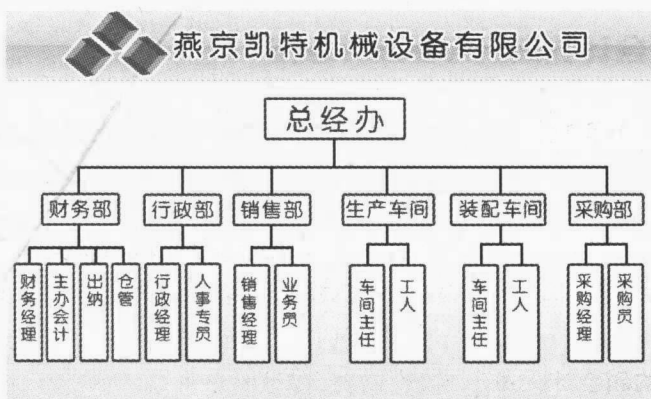 燕京凯特机械设备有限公司
总经办
财务部
行政部
销售部
生产车间
装配车间
采购部
财务经理
主办会计
出纳
仓管
行政经理
人事专员
销售经理
业务员
车间主任
工人
车间主任
工人
采购经理
采购员